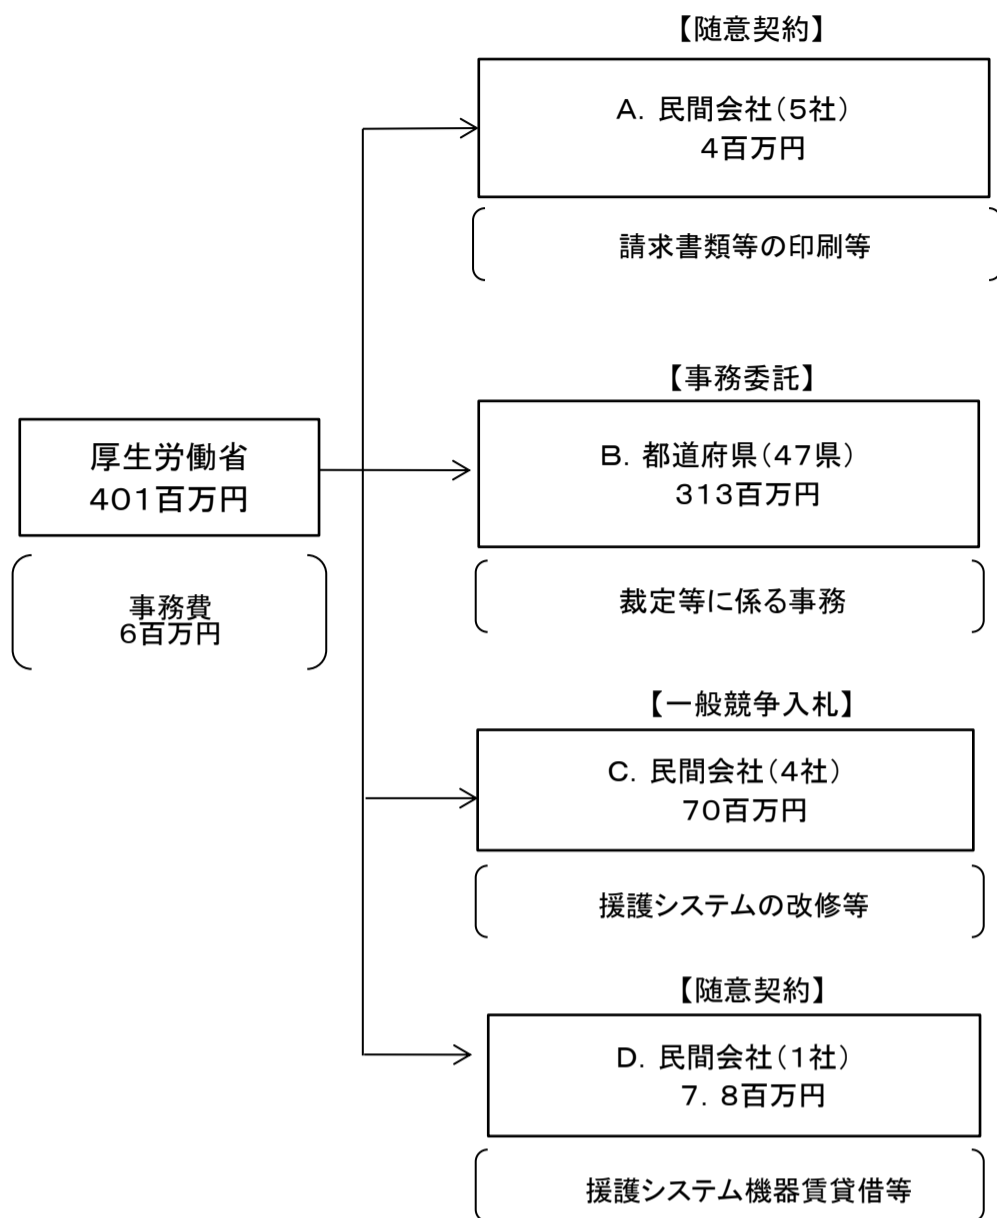 【随意契約】
A. 民間会社(5社)
4百万円
請求書類等の印刷等
【事務委託】
厚生労働省
401百万円
B. 都道府県(47県)
313百万円
事務費
6百万円
裁定等に係る事務
【一般競争入札】
C. 民間会社(4社)
70百万円
援護システムの改修等
【随意契約】
D. 民間会社(1社)
7. 8百万円
援護システム機器賃貸借等